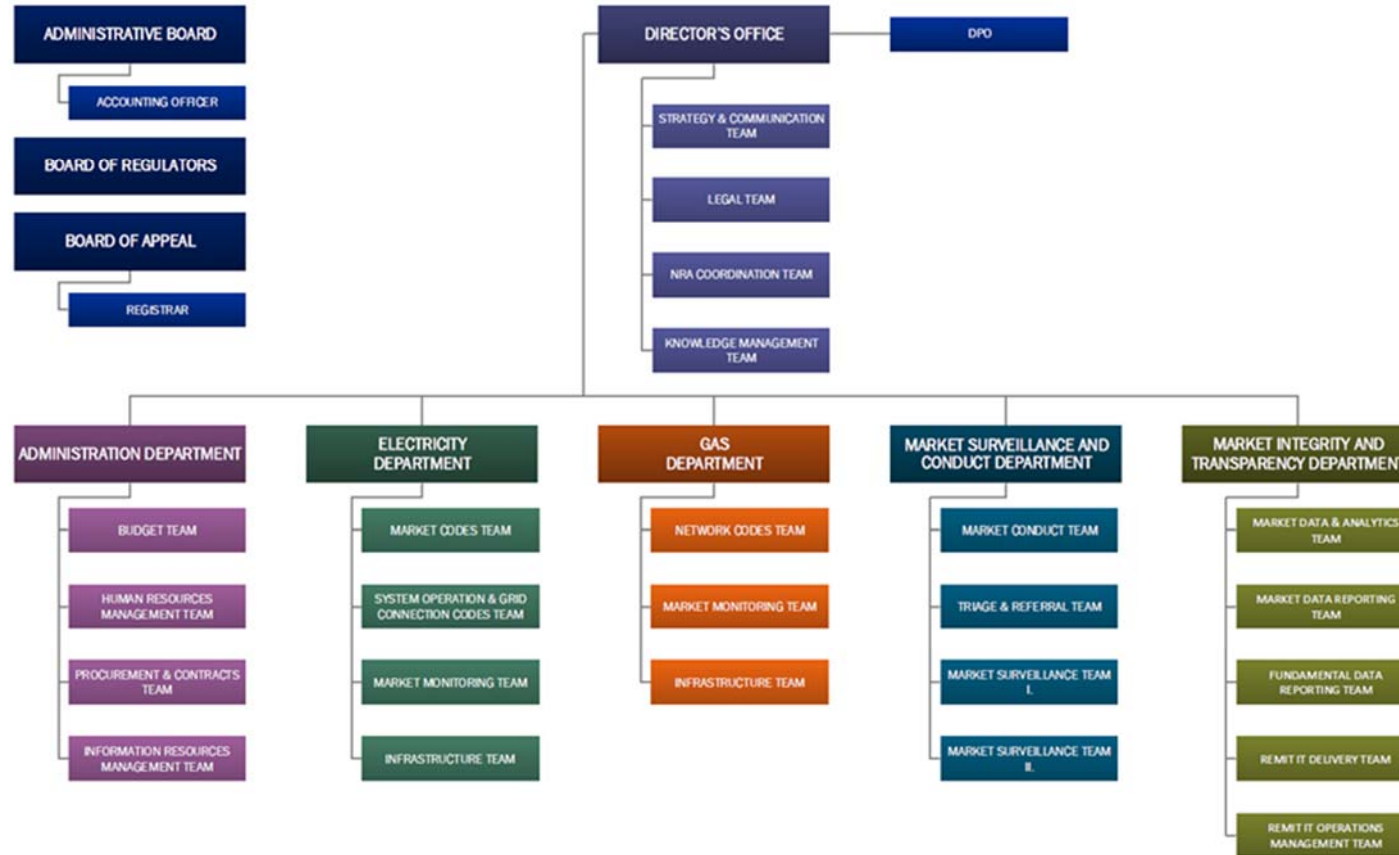 ADMINISTRATIVE BOARD
ACCOUNTING OFFICER
BOARD OF REGULATORS
BOARD OF APPEAL
REGISTRAR
DIRECTOR'S OFFICE
DPO
STRATEGY & COMMUNICATION
TEAM
LEGAL TEAM
NRA COORDINATION TEAM
KNOWLEDGE MANAGEMENT
TEAM
ADMINISTRATION DEPARTMENT
BUDGET TEAM
HUMAN RESOURCES
MANAGEMENT TEAM
PROCUREMENT & CONTRACTS
TEAM
INFORMATION RESOURCES
MANAGEMENT TEAM
ELECTRICITY
DEPARTMENT
MARKET CODES TEAM
SYSTEM OPERATION & GRID
CONNECTION CODES TEAM
MARKET MONITORING TEAM
INFRASTRUCTURE TEAM
GAS
DEPARTMENT
NETWORK CODES TEAM
MARKET MONITORING TEAM
INFRASTRUCTURE TEAM
MARKET SURVEILLANCE AND
CONDUCT DEPARTMENT
MARKET CONDUCT TEAM
TRIAGE & REFERRAL TEAM
MARKET SURVEILLANCE TEAM
I.
MARKET SURVEILLANCE TEAM
II.
MARKET INTEGRITY AND
TRANSPARENCY DEPARTMENT
MARKET DATA & ANALYTICS
TEAM
MARKET DATA REPORTING
TEAM
FUNDAMENTAL DATA
REPORTING TEAM
REMIT IT DELIVERY TEAM
REMIT IT OPERATIONS
MANAGEMENT TEAM